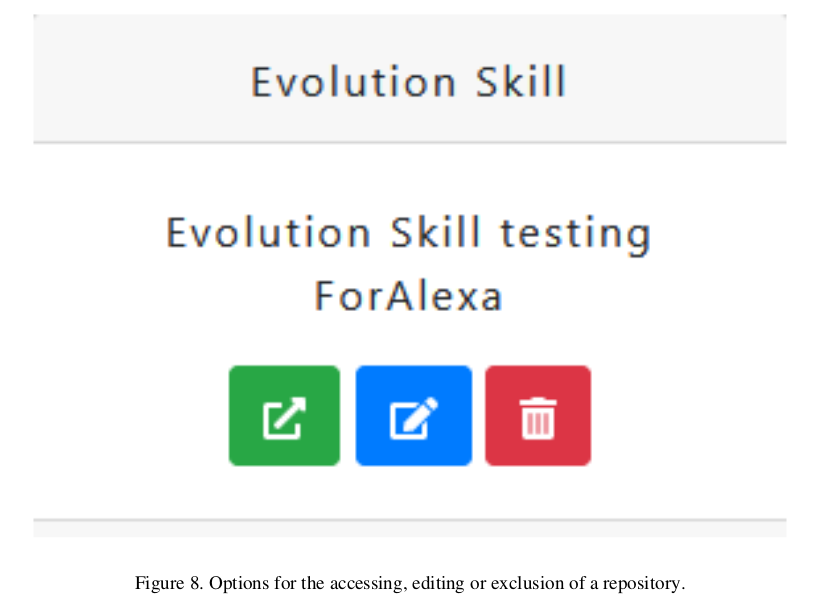 Evolution Skill
Evolution Skill testing
ForAlexa
Figure 8. Options for the accessing, editing or exclusion of a repository.